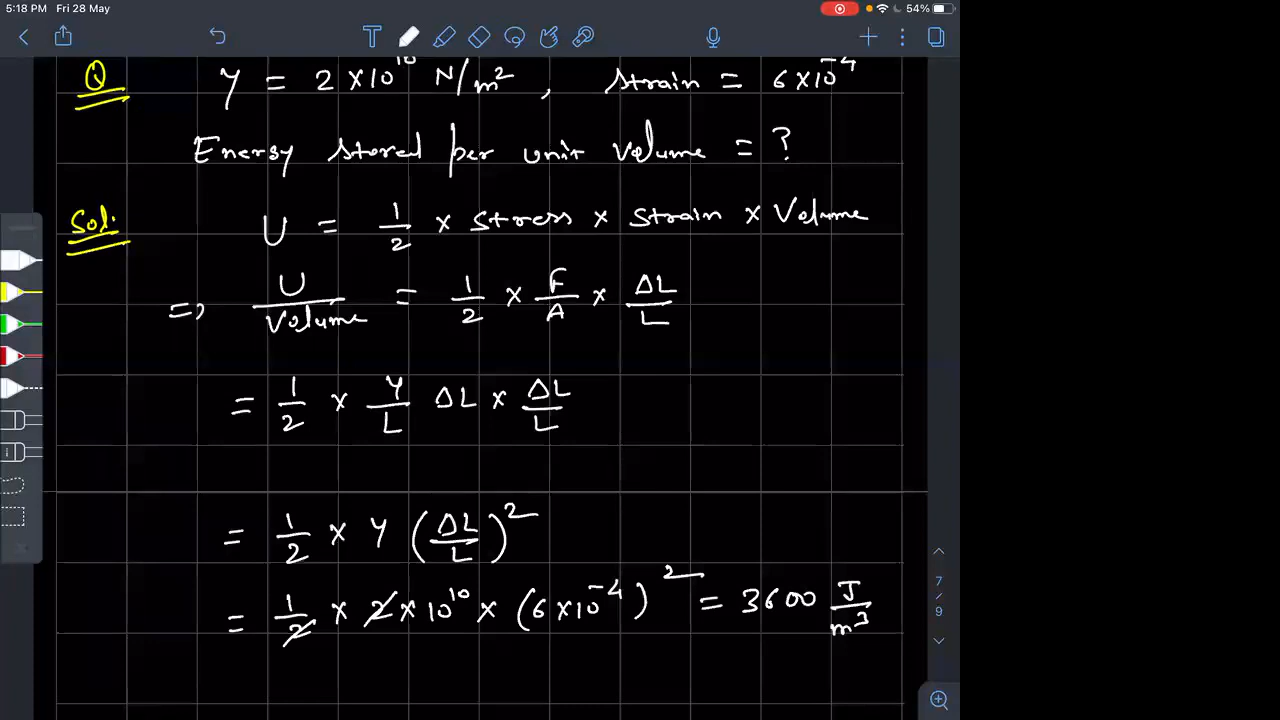 5:18 PM Fri 28 May 54%
Q Y = 2 × 10^10 N/m², Strain = 6×10^-4
Energy stored per unit volume = ?
Sol. U = 1/2 × stress × strain × Volume
=> U/Volume = 1/2 × F/A × ΔL/L
= 1/2 × Y/L ΔL × ΔL/L
= 1/2 × Y (ΔL/L)²
= 1/2 × 2 × 10^10 × (6 × 10^-4)² = 3600 J/m³
7
/
9